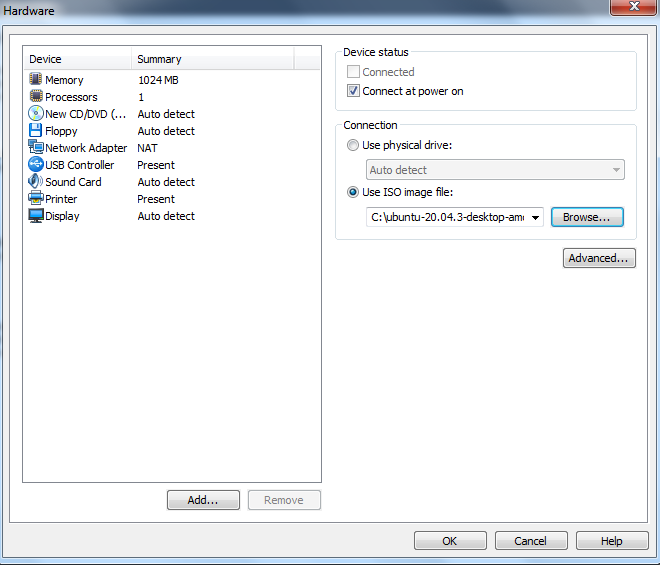 Hardware
Device Summary
Memory 1024 MB
Processors 1
New CD/DVD (... Auto detect
Floppy Auto detect
Network Adapter NAT
USB Controller Present
Sound Card Auto detect
Printer Present
Display Auto detect
Add... Remove
Device status
Connected
Connect at power on
Connection
Use physical drive:
Auto detect
Use ISO image file:
C:\ubuntu-20.04.3-desktop-am Browse...
Advanced...
OK Cancel Help